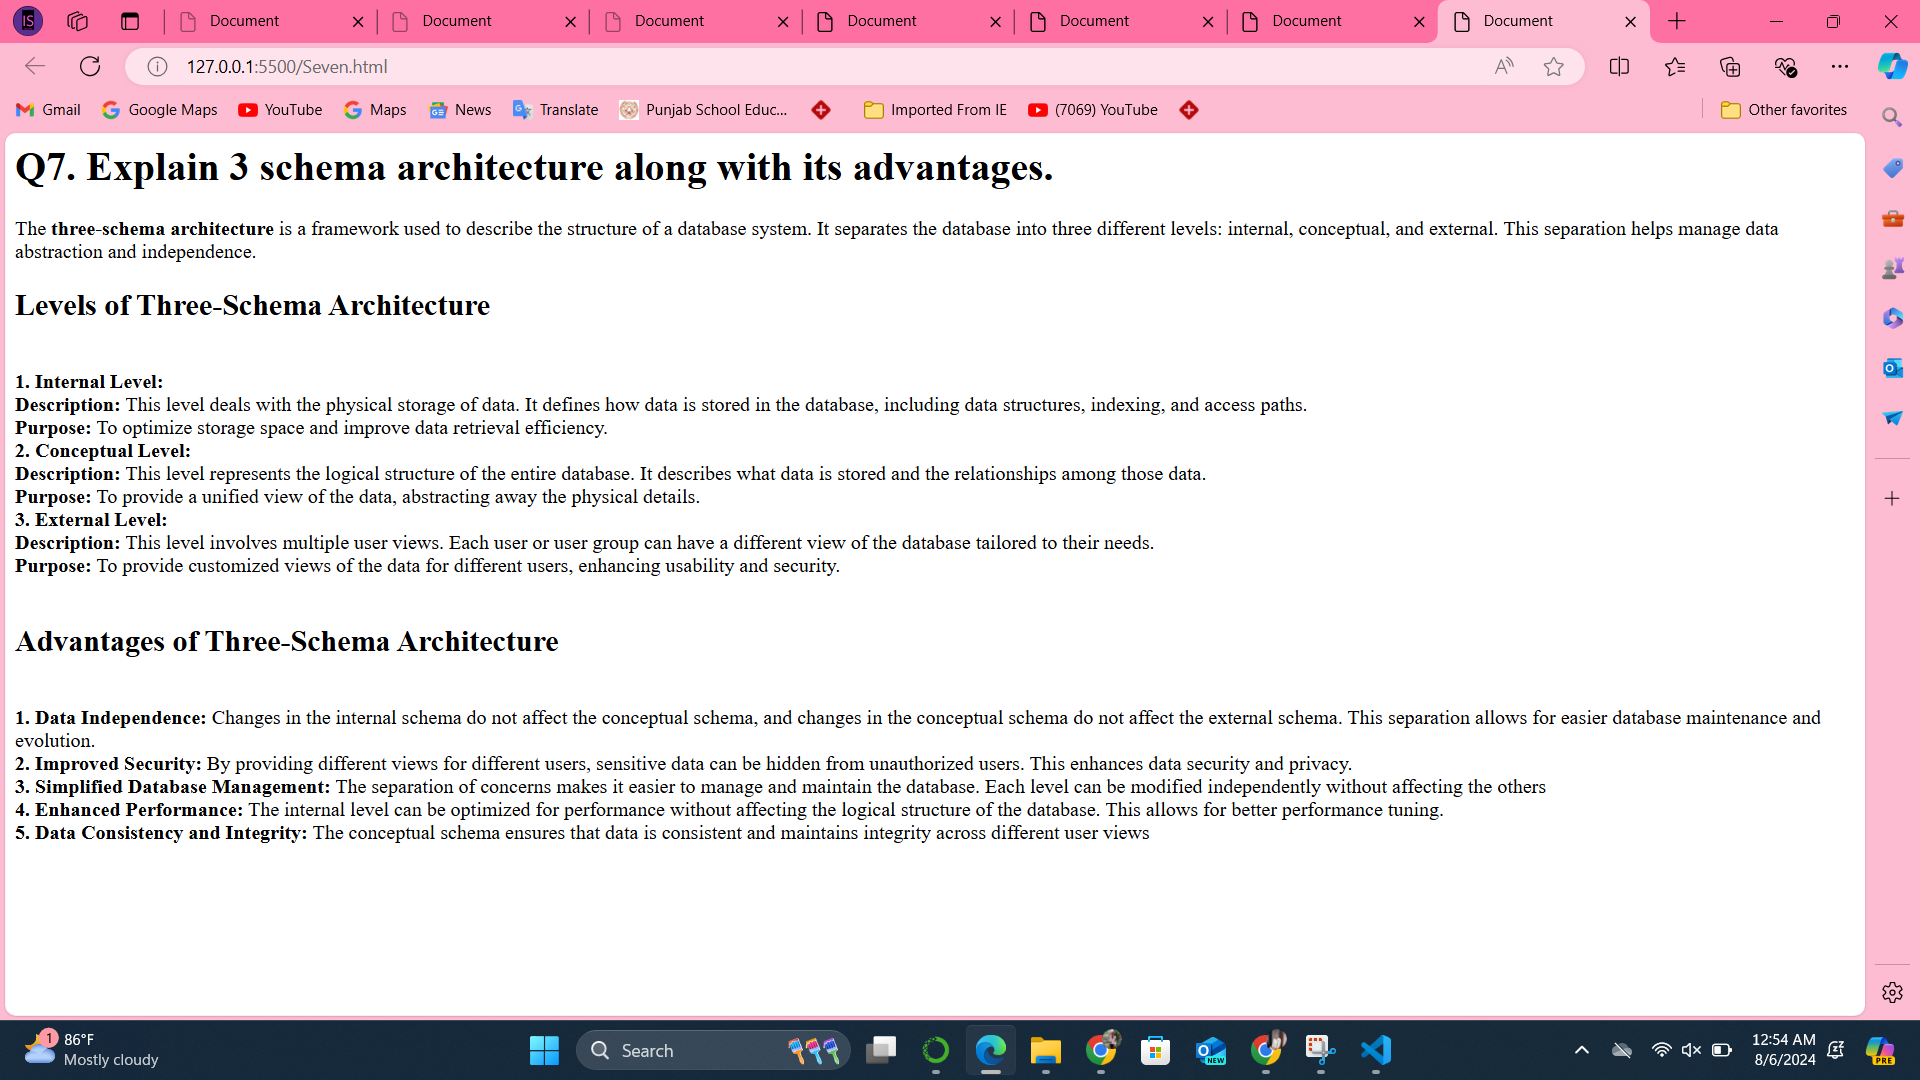 IS
Document
Document
Document
Document
Document
Document
Document
127.0.0.1:5500/Seven.html
Gmail Google Maps YouTube Maps News Translate Punjab School Educ... Imported From IE (7069) YouTube Other favorites
Q7. Explain 3 schema architecture along with its advantages.
The three-schema architecture is a framework used to describe the structure of a database system. It separates the database into three different levels: internal, conceptual, and external. This separation helps manage data
abstraction and independence.
Levels of Three-Schema Architecture
1. Internal Level:
Description: This level deals with the physical storage of data. It defines how data is stored in the database, including data structures, indexing, and access paths.
Purpose: To optimize storage space and improve data retrieval efficiency.
2. Conceptual Level:
Description: This level represents the logical structure of the entire database. It describes what data is stored and the relationships among those data.
Purpose: To provide a unified view of the data, abstracting away the physical details.
3. External Level:
Description: This level involves multiple user views. Each user or user group can have a different view of the database tailored to their needs.
Purpose: To provide customized views of the data for different users, enhancing usability and security.
Advantages of Three-Schema Architecture
1. Data Independence: Changes in the internal schema do not affect the conceptual schema, and changes in the conceptual schema do not affect the external schema. This separation allows for easier database maintenance and
evolution.
2. Improved Security: By providing different views for different users, sensitive data can be hidden from unauthorized users. This enhances data security and privacy.
3. Simplified Database Management: The separation of concerns makes it easier to manage and maintain the database. Each level can be modified independently without affecting the others
4. Enhanced Performance: The internal level can be optimized for performance without affecting the logical structure of the database. This allows for better performance tuning.
5. Data Consistency and Integrity: The conceptual schema ensures that data is consistent and maintains integrity across different user views
1
86°F
Mostly cloudy
Search
NEW
12:54 AM
8/6/2024
PRE